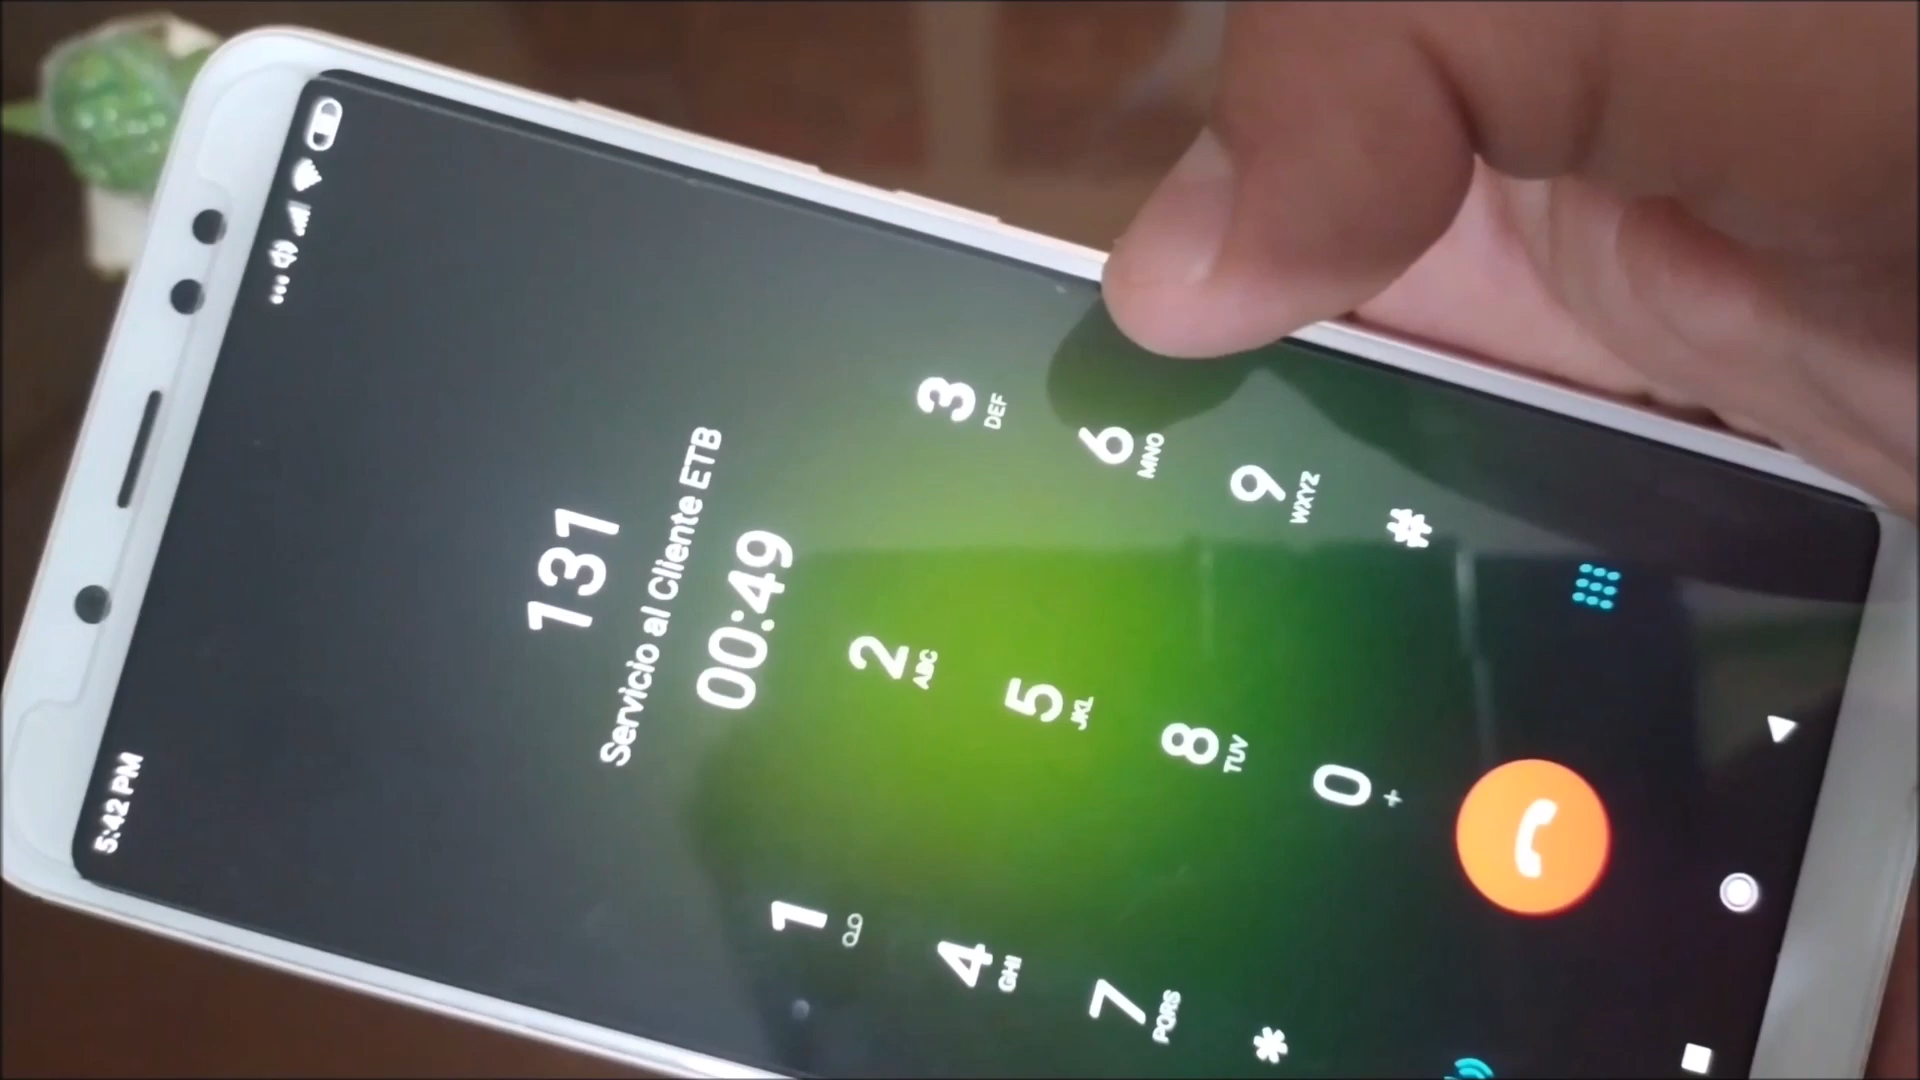 5:42 PM
131
Servicio al Cliente ETB
00:49
1 2 ABC 3 DEF
4 GHI 5 JKL 6 MNO
7 PQRS 8 TUV 9 WXYZ
* 0 + #